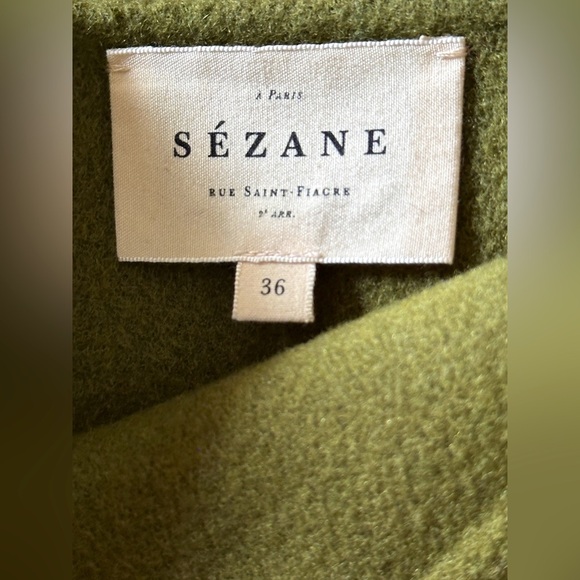 À PARIS
SÉZANE
RUE SAINT-FIACRE
2ᵉ ARR.
36